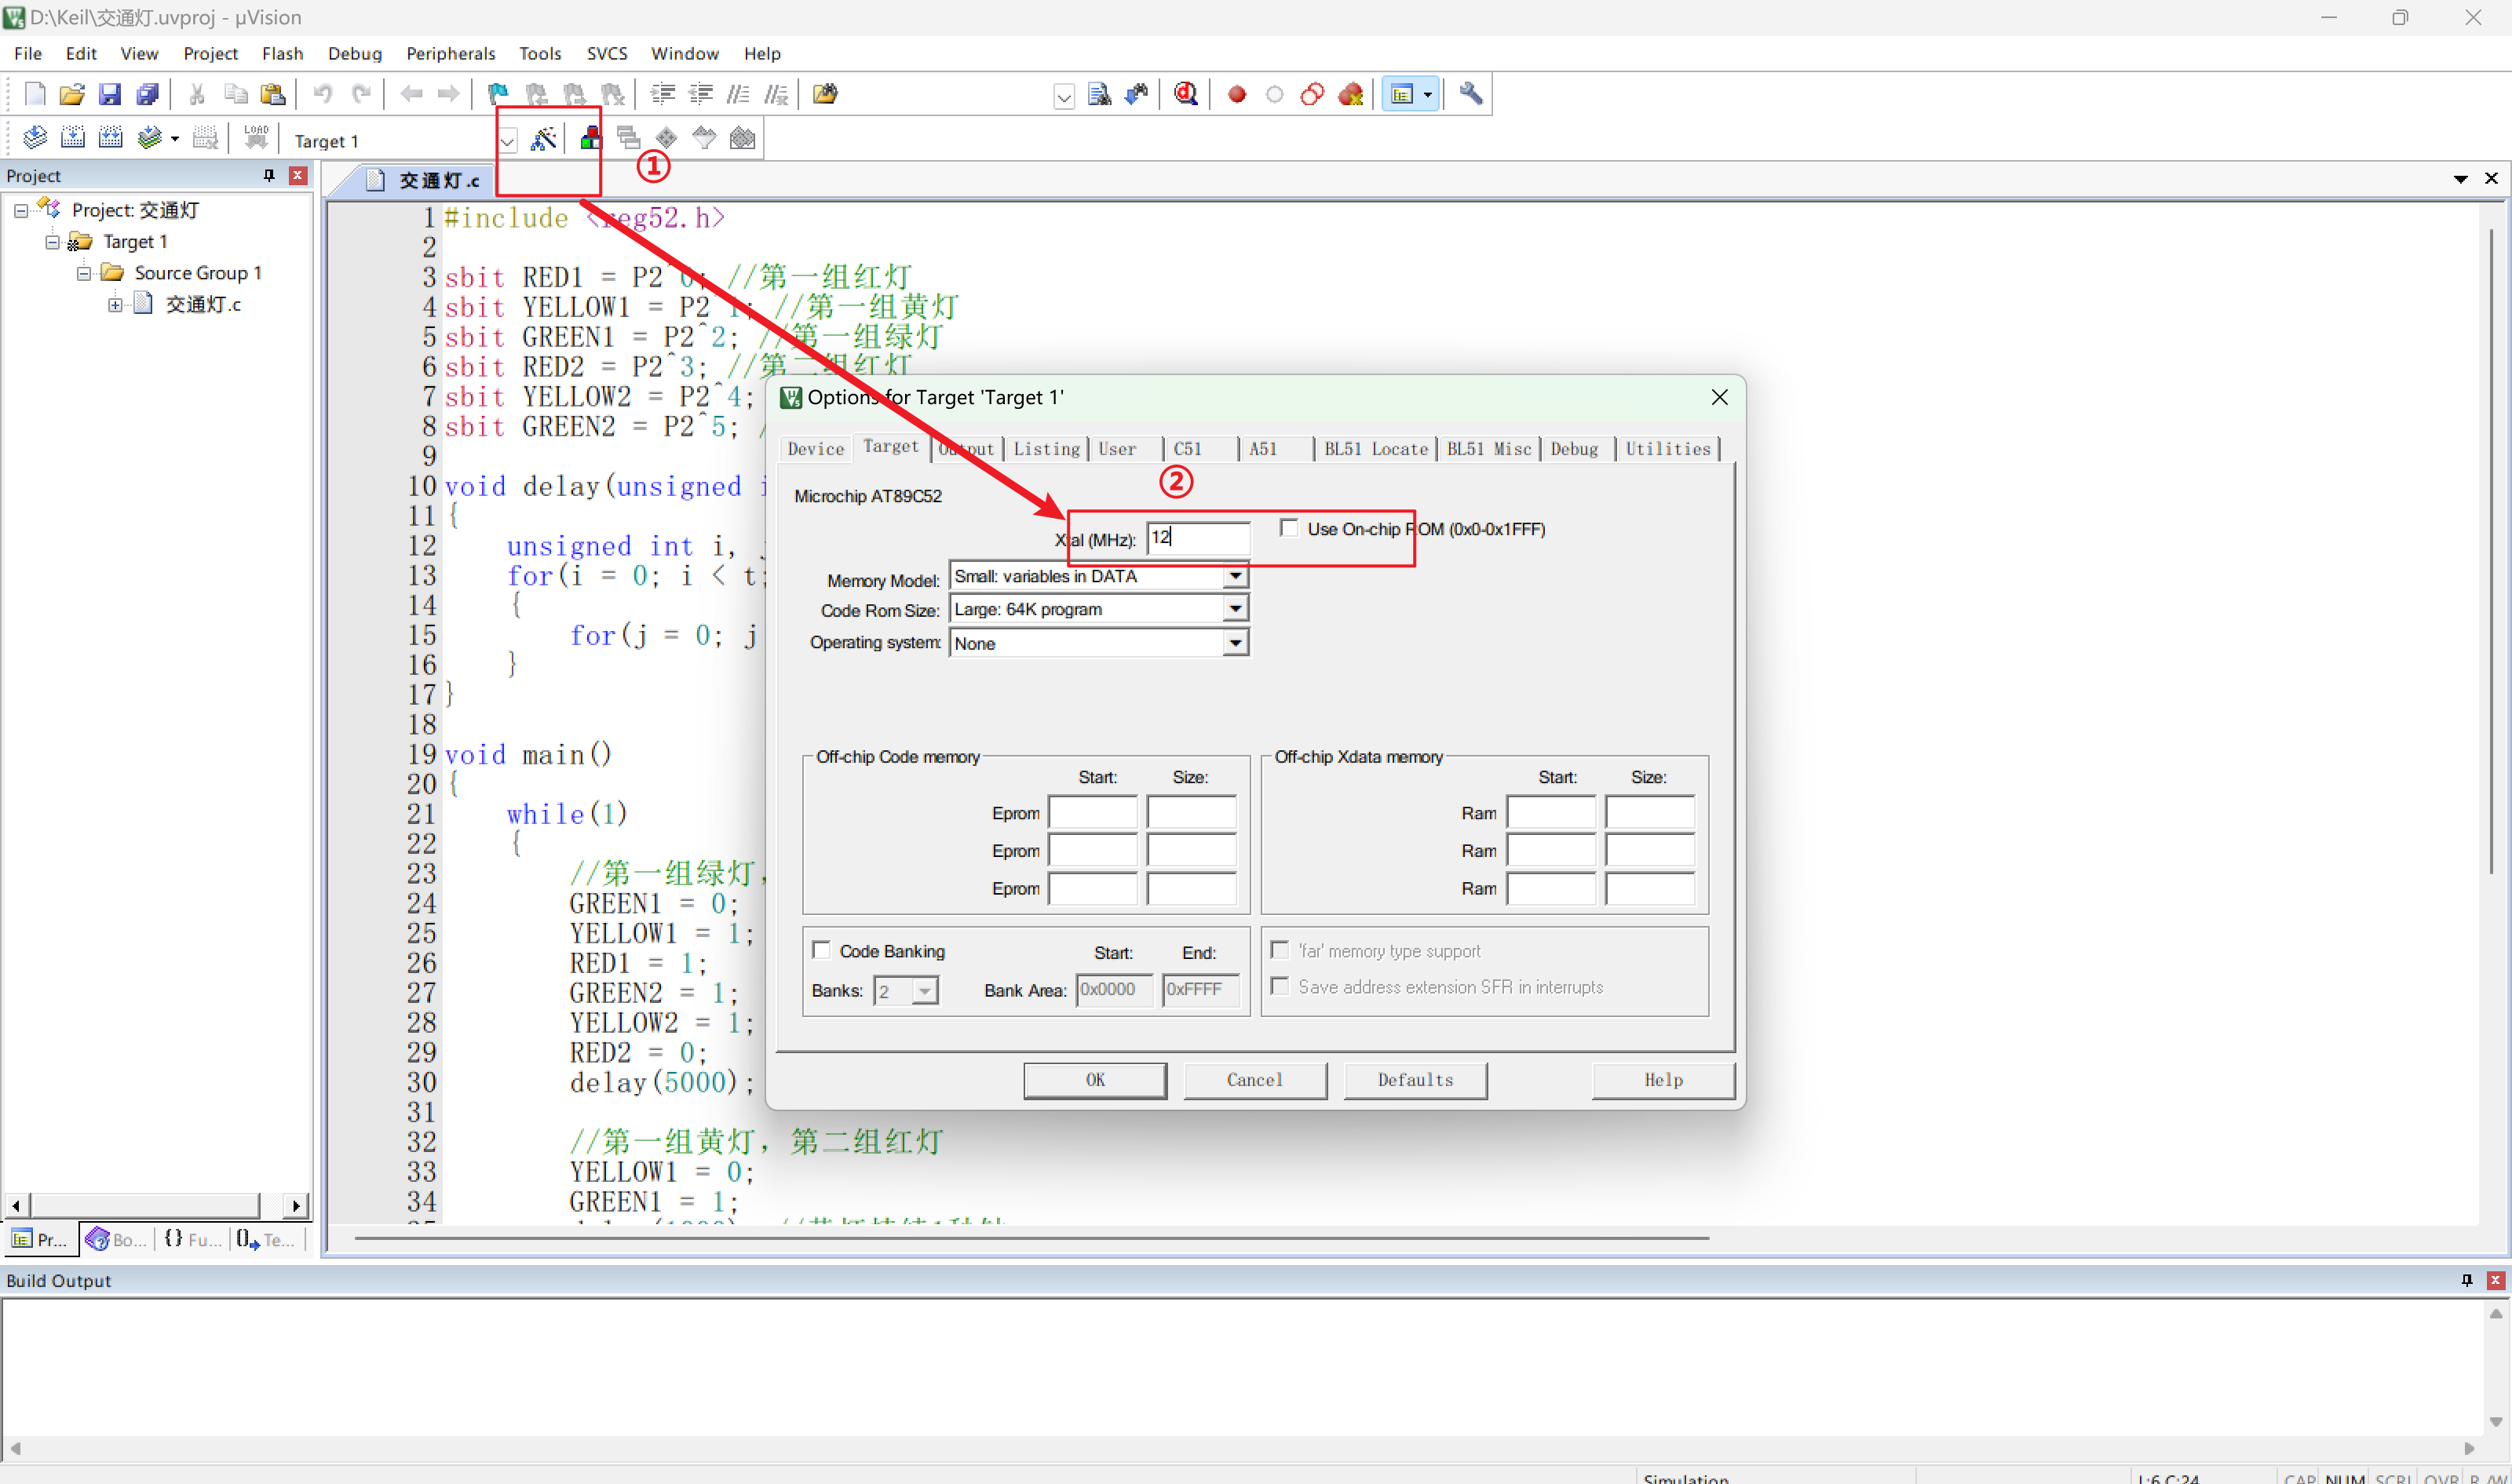 D:\Keil\交通灯.uvproj - µVision
File Edit View Project Flash Debug Peripherals Tools SVCS Window Help
LOAD Target 1
①
Project
交通灯.c
Project: 交通灯
Target 1
Source Group 1
交通灯.c
1 #include <reg52.h>
2
3 sbit RED1 = P2^0; //第一组红灯
4 sbit YELLOW1 = P2^1; //第一组黄灯
5 sbit GREEN1 = P2^2; //第一组绿灯
6 sbit RED2 = P2^3; //第二组红灯
7 sbit YELLOW2 = P2^4;
8 sbit GREEN2 = P2^5; /
9
10 void delay(unsigned i
11 {
12 unsigned int i, j
13 for(i = 0; i < t;
14 {
15 for(j = 0; j
16 }
17 }
18
19 void main()
20 {
21 while(1)
22 {
23 //第一组绿灯,
24 GREEN1 = 0;
25 YELLOW1 = 1;
26 RED1 = 1;
27 GREEN2 = 1;
28 YELLOW2 = 1;
29 RED2 = 0;
30 delay(5000);
31
32 //第一组黄灯, 第二组红灯
33 YELLOW1 = 0;
34 GREEN1 = 1;
Options for Target 'Target 1'
Device Target Output Listing User C51 A51 BL51 Locate BL51 Misc Debug Utilities
②
Microchip AT89C52
Xtal (MHz): 12 Use On-chip ROM (0x0-0x1FFF)
Memory Model: Small: variables in DATA
Code Rom Size: Large: 64K program
Operating system: None
Off-chip Code memory
Start: Size:
Eprom
Eprom
Eprom
Off-chip Xdata memory
Start: Size:
Ram
Ram
Ram
Code Banking Start: End:
Banks: 2 Bank Area: 0x0000 0xFFFF
'far' memory type support
Save address extension SFR in interrupts
OK Cancel Defaults Help
Pr... Bo... {} Fu... Te...
Build Output
Simulation L:6 C:24 CAP NUM SCRL OVR R/W